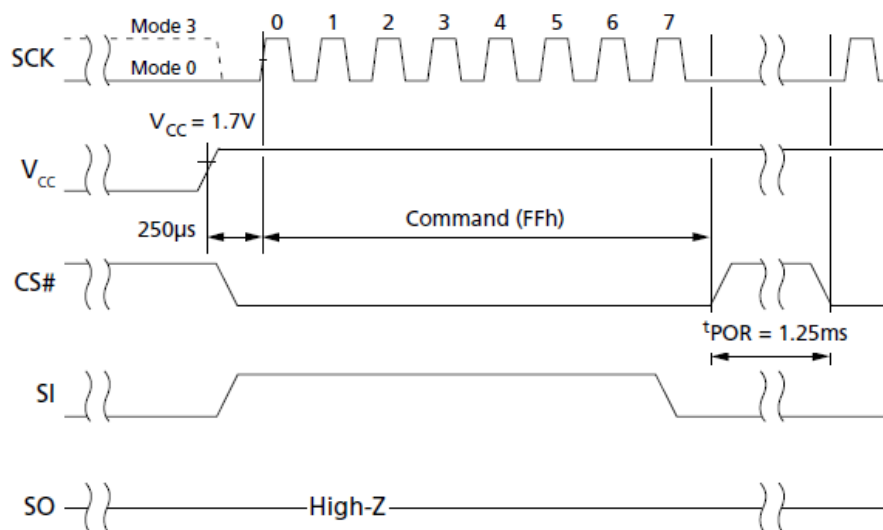 0 1 2 3 4 5 6 7
Mode 3
SCK
Mode 0
VCC = 1.7V
VCC
250µs
Command (FFh)
CS#
tPOR = 1.25ms
SI
SO
High-Z